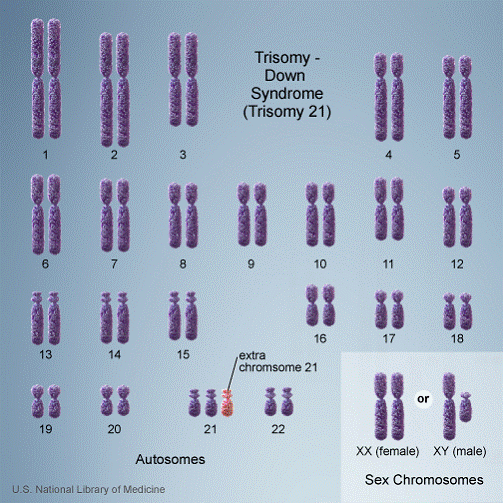 Trisomy -
Down
Syndrome
(Trisomy 21)
1
2
3
4
5
6
7
8
9
10
11
12
13
14
15
16
17
18
extra
chromsome 21
19
20
21
22
Autosomes
or
XX (female)
XY (male)
Sex Chromosomes
U.S. National Library of Medicine